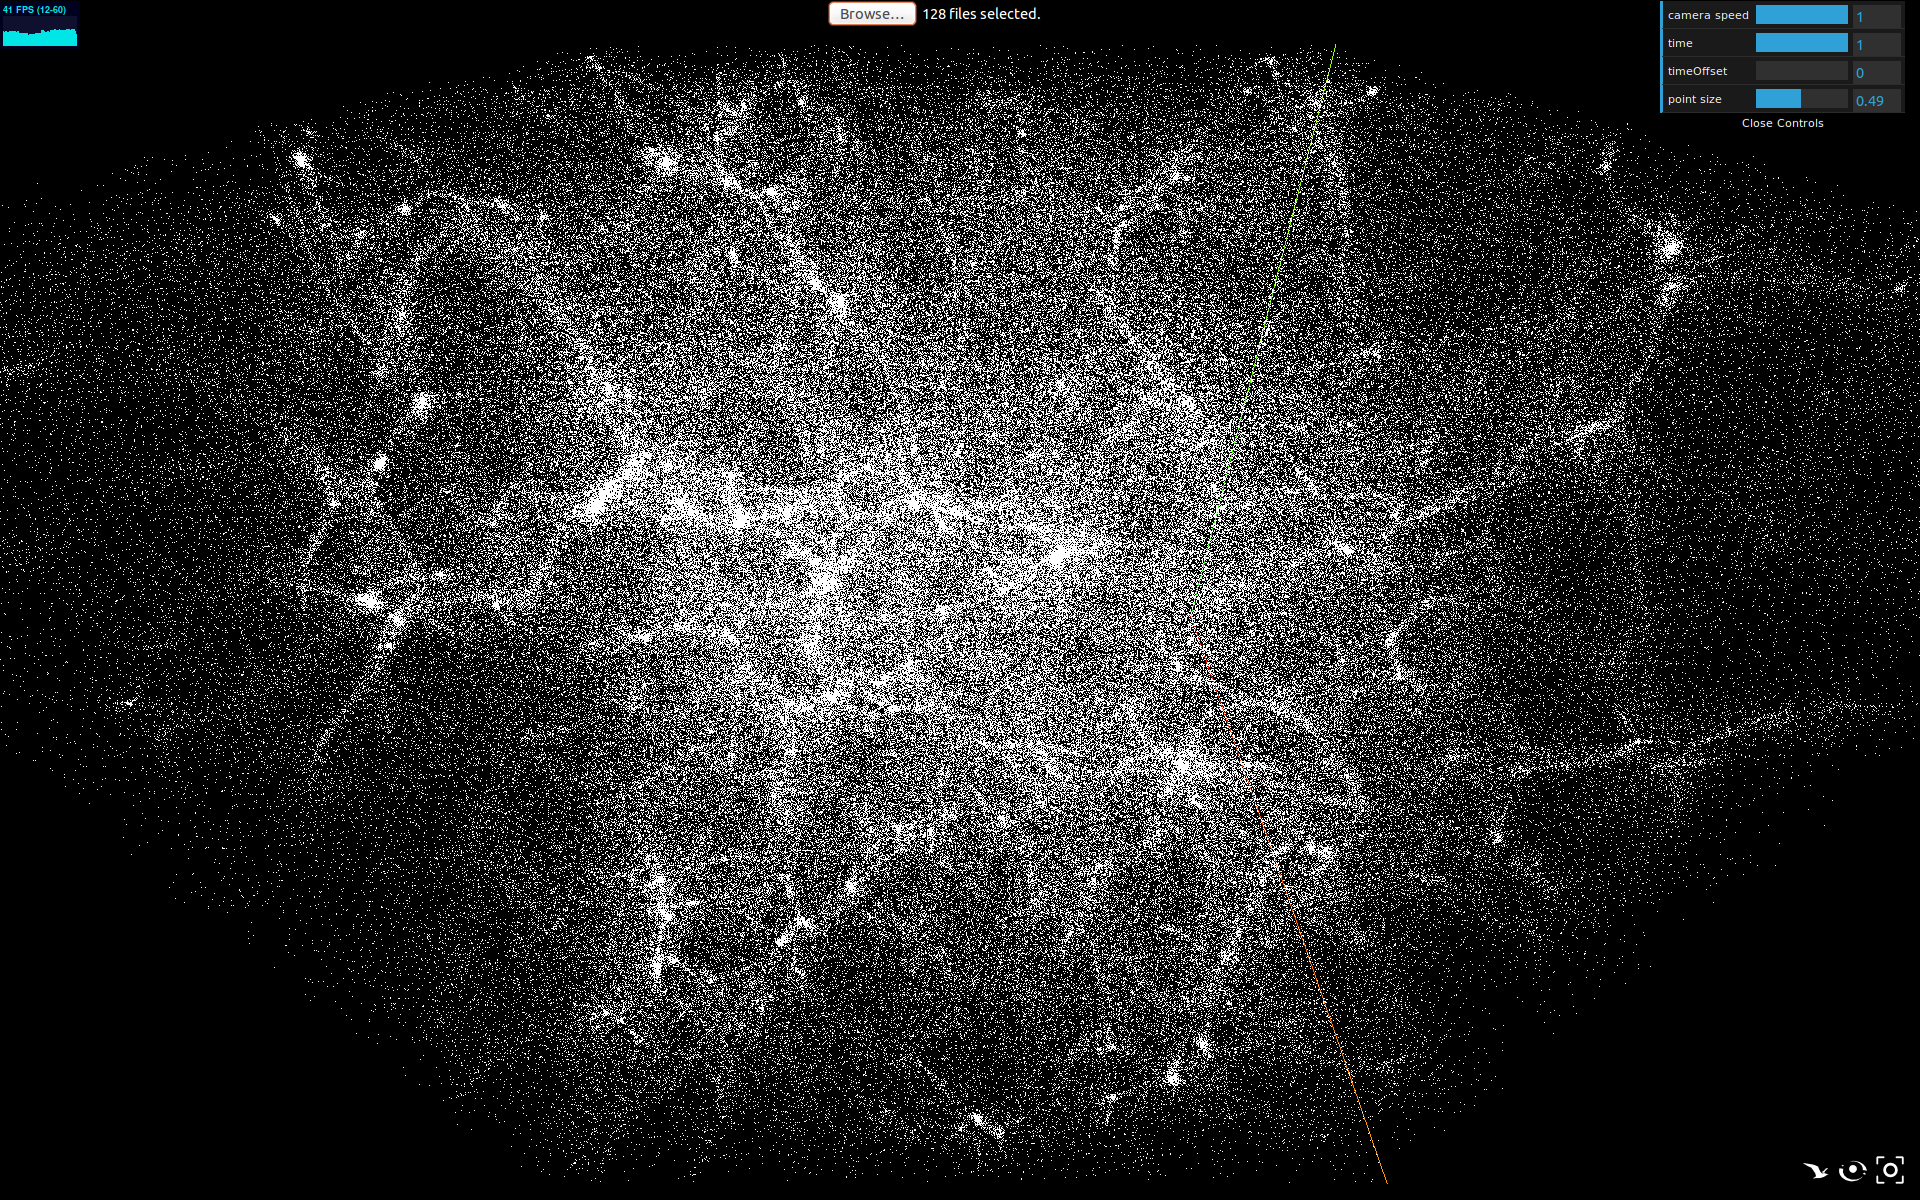 41 FPS (12-60)
Browse... 128 files selected.
camera speed 1
time 1
timeOffset 0
point size 0.49
Close Controls